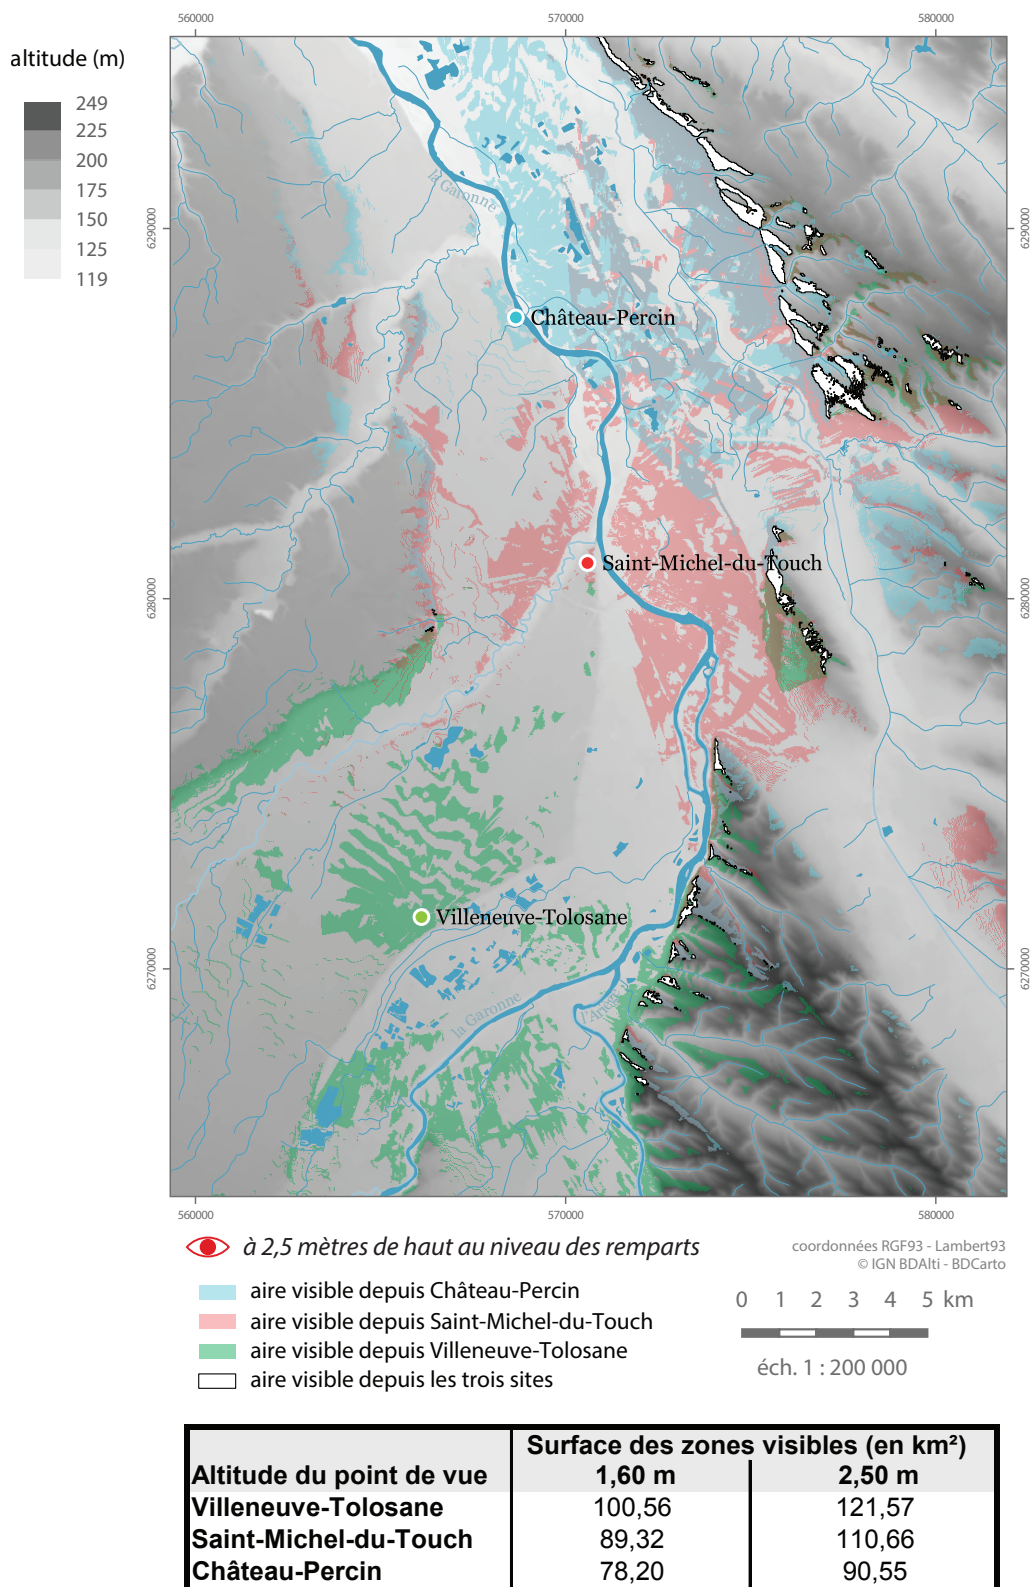 560000
570000
580000
altitude (m)
249
225
200
175
150
125
119
6290000
6290000
la Garonne
Château-Percin
Saint-Michel-du-Touch
6280000
6280000
Villeneuve-Tolosane
6270000
6270000
la Garonne
560000
570000
580000
à 2,5 mètres de haut au niveau des remparts
coordonnées RGF93 - Lambert93
© IGN BDAlti - BDCarto
aire visible depuis Château-Percin
aire visible depuis Saint-Michel-du-Touch
aire visible depuis Villeneuve-Tolosane
aire visible depuis les trois sites
0 1 2 3 4 5 km
éch. 1 : 200 000
Surface des zones visibles (en km²)
Altitude du point de vue 1,60 m 2,50 m
Villeneuve-Tolosane 100,56 121,57
Saint-Michel-du-Touch 89,32 110,66
Château-Percin 78,20 90,55